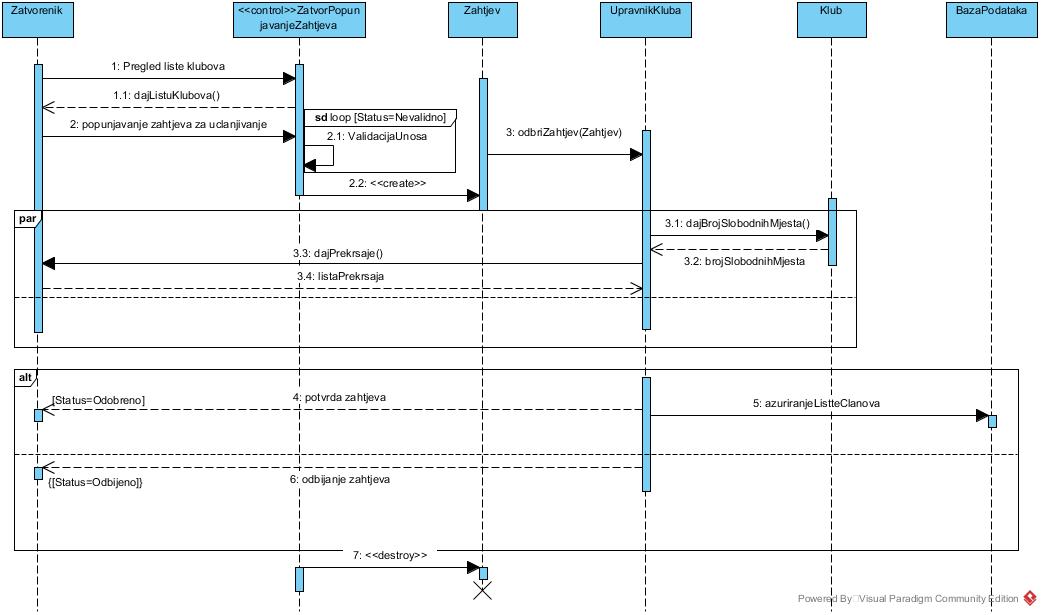 Zatvorenik
<<control>>ZatvorPopun
javanjeZahtjeva
Zahtjev
UpravnikKluba
Klub
BazaPodataka
1: Pregled liste klubova
1.1: dajListuKlubova()
sd loop [Status=Nevalidno]
2: popunjavanje zahtjeva za uclanjivanje
2.1: ValidacijaUnosa
3: odbriZahtjev(Zahtjev)
2.2: <<create>>
par
3.1: dajBrojSlobodnihMjesta()
3.3: dajPrekrsaje()
3.2: brojSlobodnihMjesta
3.4: listaPrekrsaja
alt
[Status=Odobreno]
4: potvrda zahtjeva
5: azuriranjeListteClanova
{[Status=Odbijeno]}
6: odbijanje zahtjeva
7: <<destroy>>
Powered By Visual Paradigm Community Edition